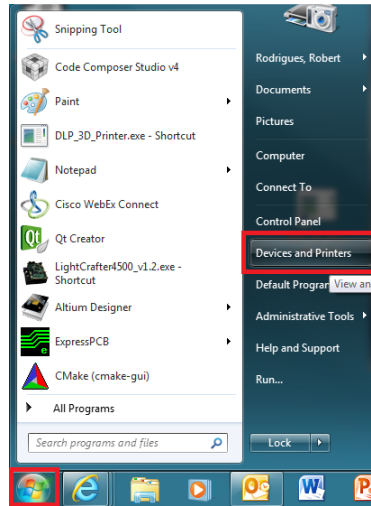 Snipping Tool
Code Composer Studio v4
Paint
DLP_3D_Printer.exe - Shortcut
Notepad
Cisco WebEx Connect
Qt Creator
LightCrafter4500_v1.2.exe -
Shortcut
Altium Designer
ExpressPCB
CMake (cmake-gui)
All Programs
Search programs and files
Rodrigues, Robert
Documents
Pictures
Computer
Connect To
Control Panel
Devices and Printers
Default Program
View an
Administrative Tools
Help and Support
Run...
Lock